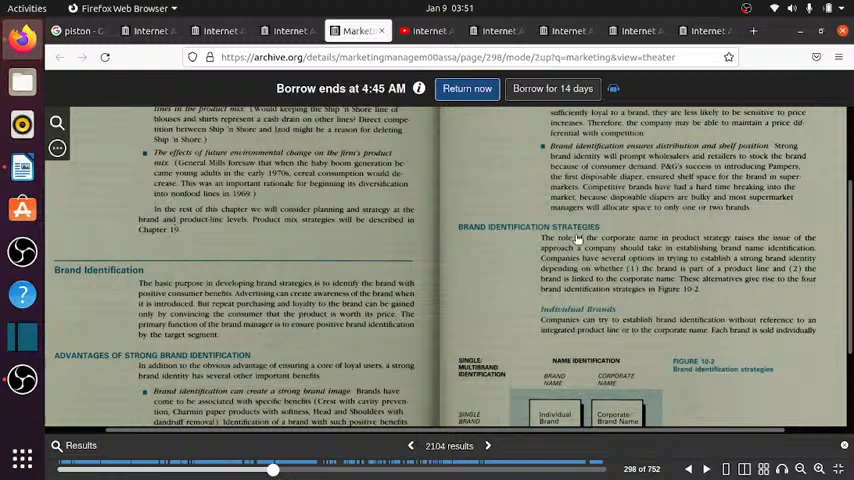 Activities
Firefox Web Browser
Jan 9 03:51
piston - G
Internet A
Internet A
Internet A
Market
Internet
Internet A
Internet A
Internet A
Internet A
https://archive.org/details/marketingmanagem00assa/page/298/mode/2up?q=marketing&view=theater
Borrow ends at 4:45 AM
Return now
Borrow for 14 days
lines of the product mix. (Would keeping the Ship 'n Shore line of
blouses and shirts represent a cash drain on other lines? Direct compe-
tition between Ship 'n Shore and Izod might be a reason for deleting
Ship 'n Shore.)
The effects of future environmental change on the firm's product
mix (General Mills foresaw that when the baby boom generation be-
came young adults in the early 1970s, cereal consumption would de-
crease. This was an important rationale for beginning its diversification
into nonfood lines in 1969.)
In the rest of this chapter we will consider planning and strategy at the
brand and product-line levels. Product mix strategies will be described in
Chapter 19.
Brand Identification
The basic purpose in developing brand strategies is to identify the brand with
positive consumer benefits. Advertising can create awareness of the brand when
it is introduced. But repeat purchasing and loyalty to the brand can be gained
only by convincing the consumer that the product is worth its price. The
primary function of the brand manager is to ensure positive brand identification
by the target segment.
ADVANTAGES OF STRONG BRAND IDENTIFICATION
In addition to the obvious advantage of ensuring a core of loyal users, a strong
brand identity has several other important benefits
Brand identification can create a strong brand image. Brands have
come to be associated with specific benefits (Crest with cavity preven-
tion, Charmin paper products with softness, Head and Shoulders with
dandruff removal) Identification of a brand with such positive benefits
sufficiently loyal to a brand, they are less likely to be sensitive to price
increases. Therefore, the company may be able to maintain a price dif-
ferential with competition
Brand identification ensures distribution and shelf position Strong
brand identity will prompt wholesalers and retailers to stock the brand
because of consumer demand. P&G's success in introducing Pampers,
the first disposable diaper, ensured shelf space for the brand in super-
markets. Competitive brands have had a hard time breaking into the
market, because disposable diapers are bulky and most supermarket
managers will allocate space to only one or two brands.
BRAND IDENTIFICATION STRATEGIES
The role of the corporate name in product strategy raises the issue of the
approach a company should take in establishing brand name identification.
Companies have several options in trying to establish a strong brand identity
depending on whether (1) the brand is part of a product line and (2) the
brand is linked to the corporate name. These alternatives give rise to the four
brand identification strategies in Figure 10-2.
Individual Brands
Companies can try to establish brand identification without reference to an
integrated product line or to the corporate name. Each brand is sold individually
SINGLE/
MULTIBRAND
IDENTIFICATION
NAME IDENTIFICATION
BRAND
NAME
CORPORATE
NAME
FIGURE 10-2
Brand identification strategies
SINGLE
BRAND
Individual
Brand
Corporate
Brand Name
Results
2104 results
298 of 752